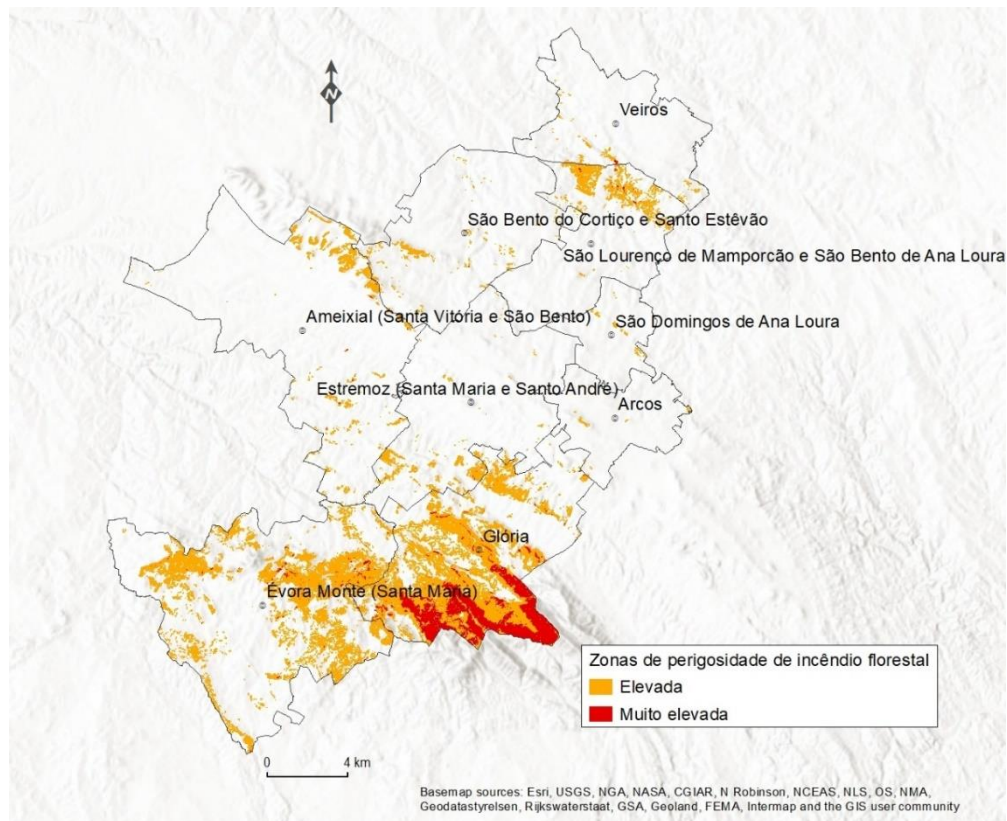 N
Veiros
São Bento do Cortiço e Santo Estêvão
São Lourenço de Mamporcão e São Bento de Ana Loura
Ameixial (Santa Vitória e São Bento)
São Domingos de Ana Loura
Estremoz (Santa Maria e Santo André)
Arcos
Glória
Évora Monte (Santa Maria)
Zonas de perigosidade de incêndio florestal
Elevada
Muito elevada
0 4 km
Basemap sources: Esri, USGS, NGA, NASA, CGIAR, N Robinson, NCEAS, NLS, OS, NMA,
Geodatastyrelsen, Rijkswaterstaat, GSA, Geoland, FEMA, Intermap and the GIS user community